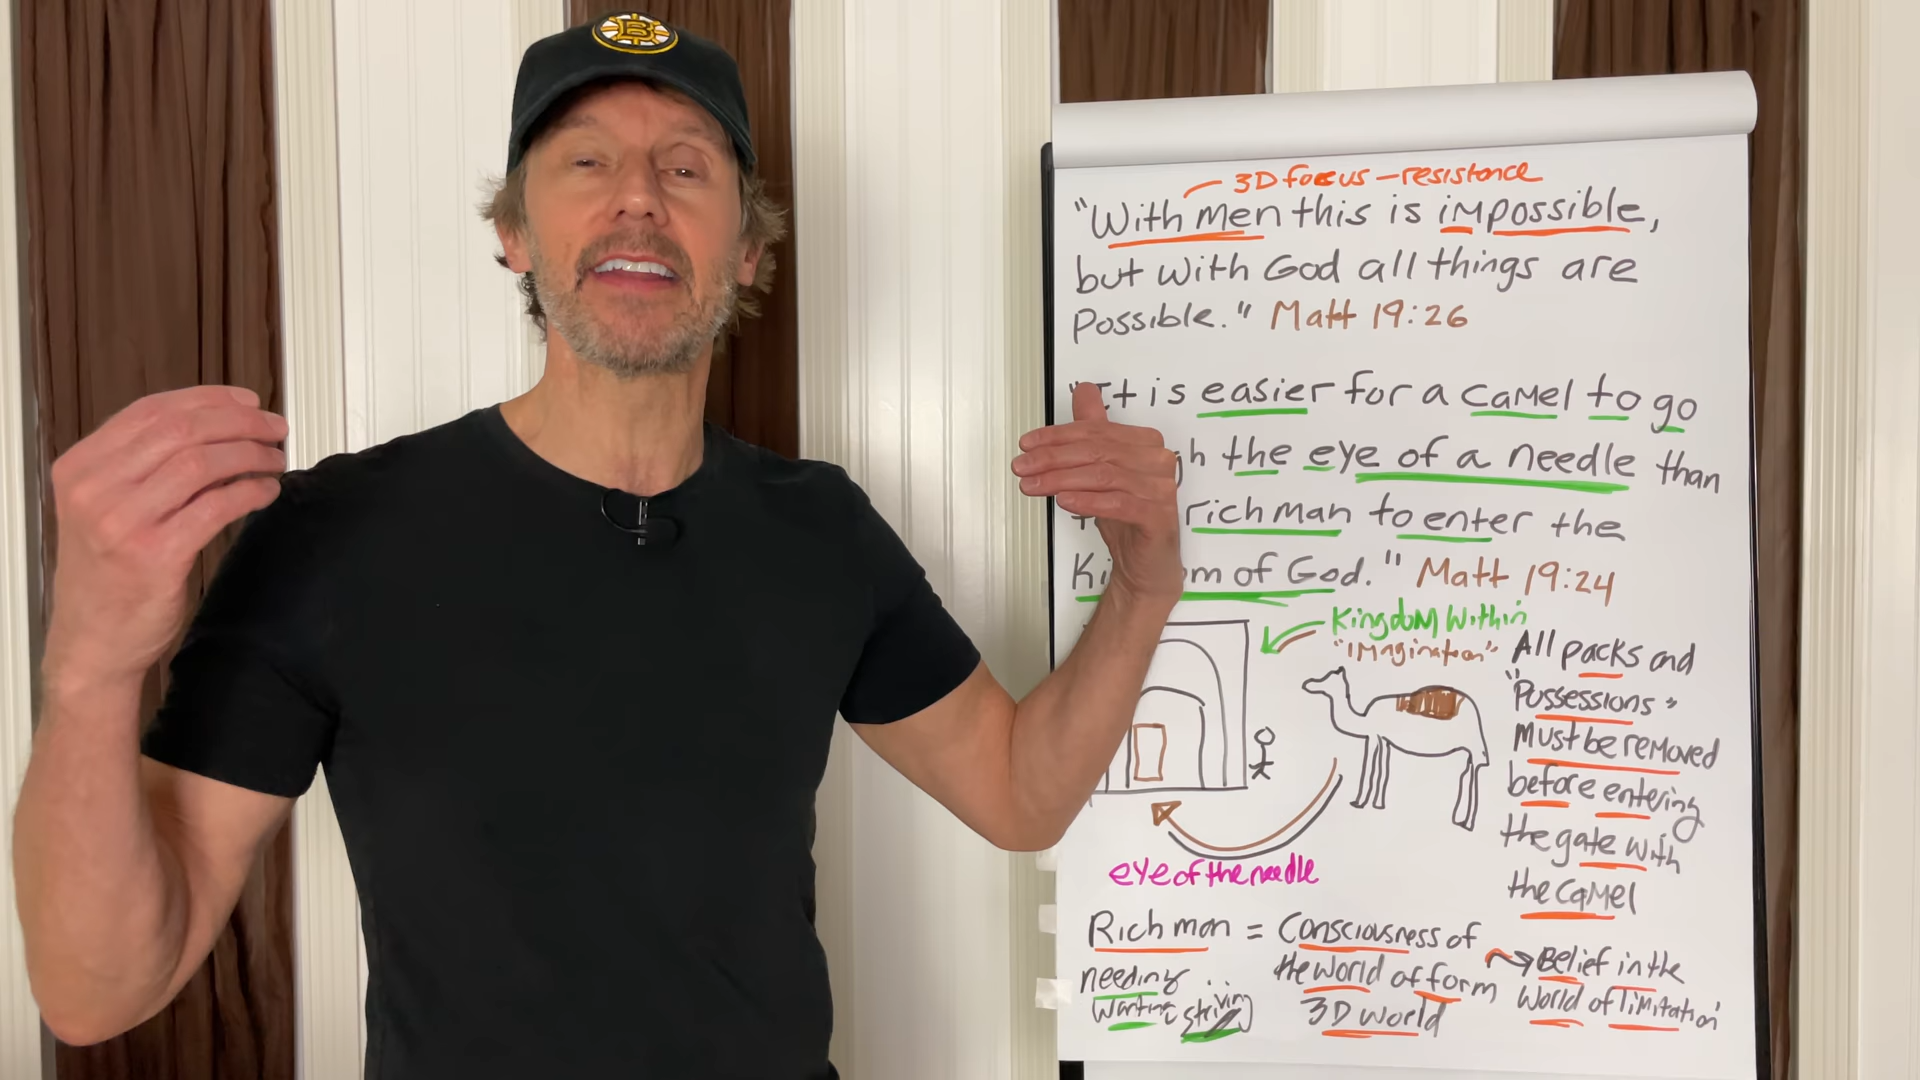 B
3D focus - resistance
"With men this is impossible,
but with God all things are
possible." Matt 19:26
"It is easier for a camel to go
gh the eye of a needle than
rich man to enter the
Ki om of God." Matt 19:24
Kingdom within
"Imagination"
All packs and
"Pussessions"
Must be removed
before entering
the gate with
the camel
eye of the needle
Rich man = Consciousness of
the world of form
3D world
needing ..
wanting striving
Belief in the
world of limitation